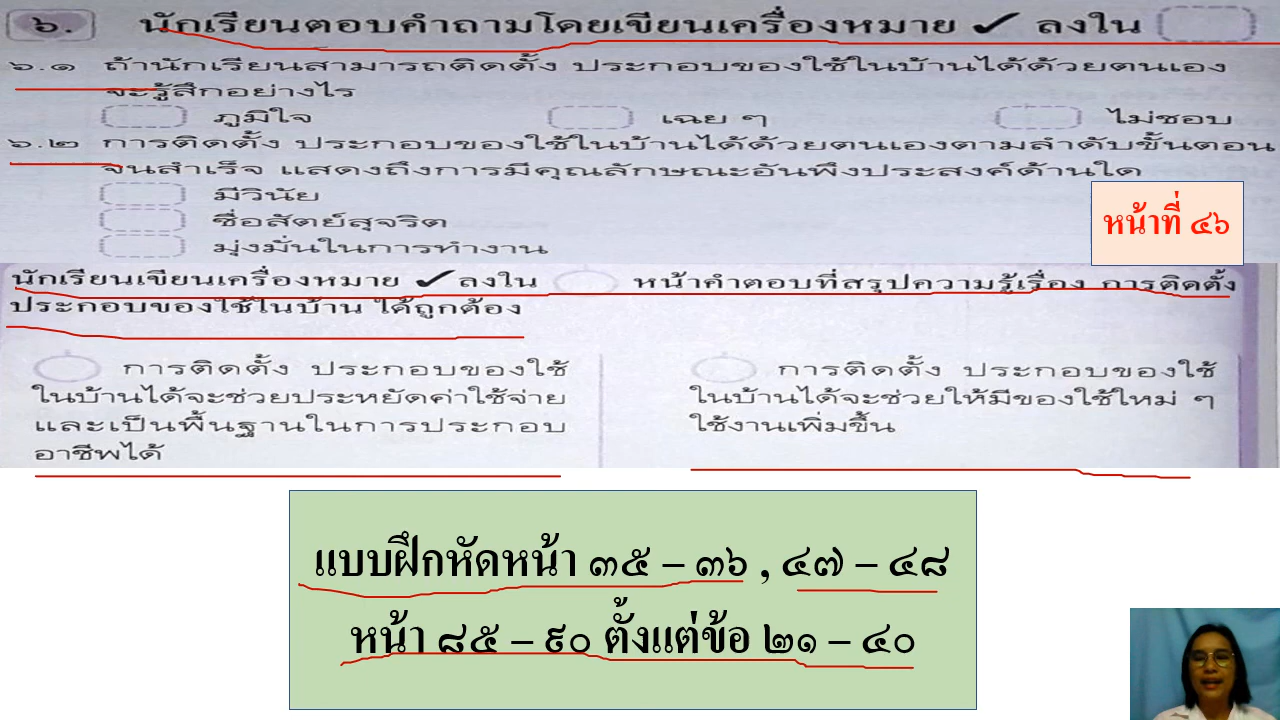 ๖. นักเรียนตอบคำถามโดยเขียนเครื่องหมาย ✓ ลงใน
๖.๑ ถ้านักเรียนสามารถติดตั้ง ประกอบของใช้ในบ้านได้ด้วยตนเอง
จะรู้สึกอย่างไร
ภูมิใจ เฉย ๆ ไม่ชอบ
๖.๒ การติดตั้ง ประกอบของใช้ในบ้านได้ด้วยตนเองตามลำดับขั้นตอน
จนสำเร็จ แสดงถึงการมีคุณลักษณะอันพึงประสงค์ด้านใด
มีวินัย
ซื่อสัตย์สุจริต
มุ่งมั่นในการทำงาน
หน้าที่ ๔๖
นักเรียนเขียนเครื่องหมาย ✓ ลงใน หน้าคำตอบที่สรุปความรู้เรื่อง การติดตั้ง
ประกอบของใช้ในบ้าน ได้ถูกต้อง
การติดตั้ง ประกอบของใช้
ในบ้านได้จะช่วยประหยัดค่าใช้จ่าย
และเป็นพื้นฐานในการประกอบ
อาชีพได้
การติดตั้ง ประกอบของใช้
ในบ้านได้จะช่วยให้มีของใช้ใหม่ ๆ
ใช้งานเพิ่มขึ้น
แบบฝึกหัดหน้า ๓๕ – ๓๖ , ๔๗ – ๔๘
หน้า ๘๕ – ๙๐ ตั้งแต่ข้อ ๒๑ – ๔๐